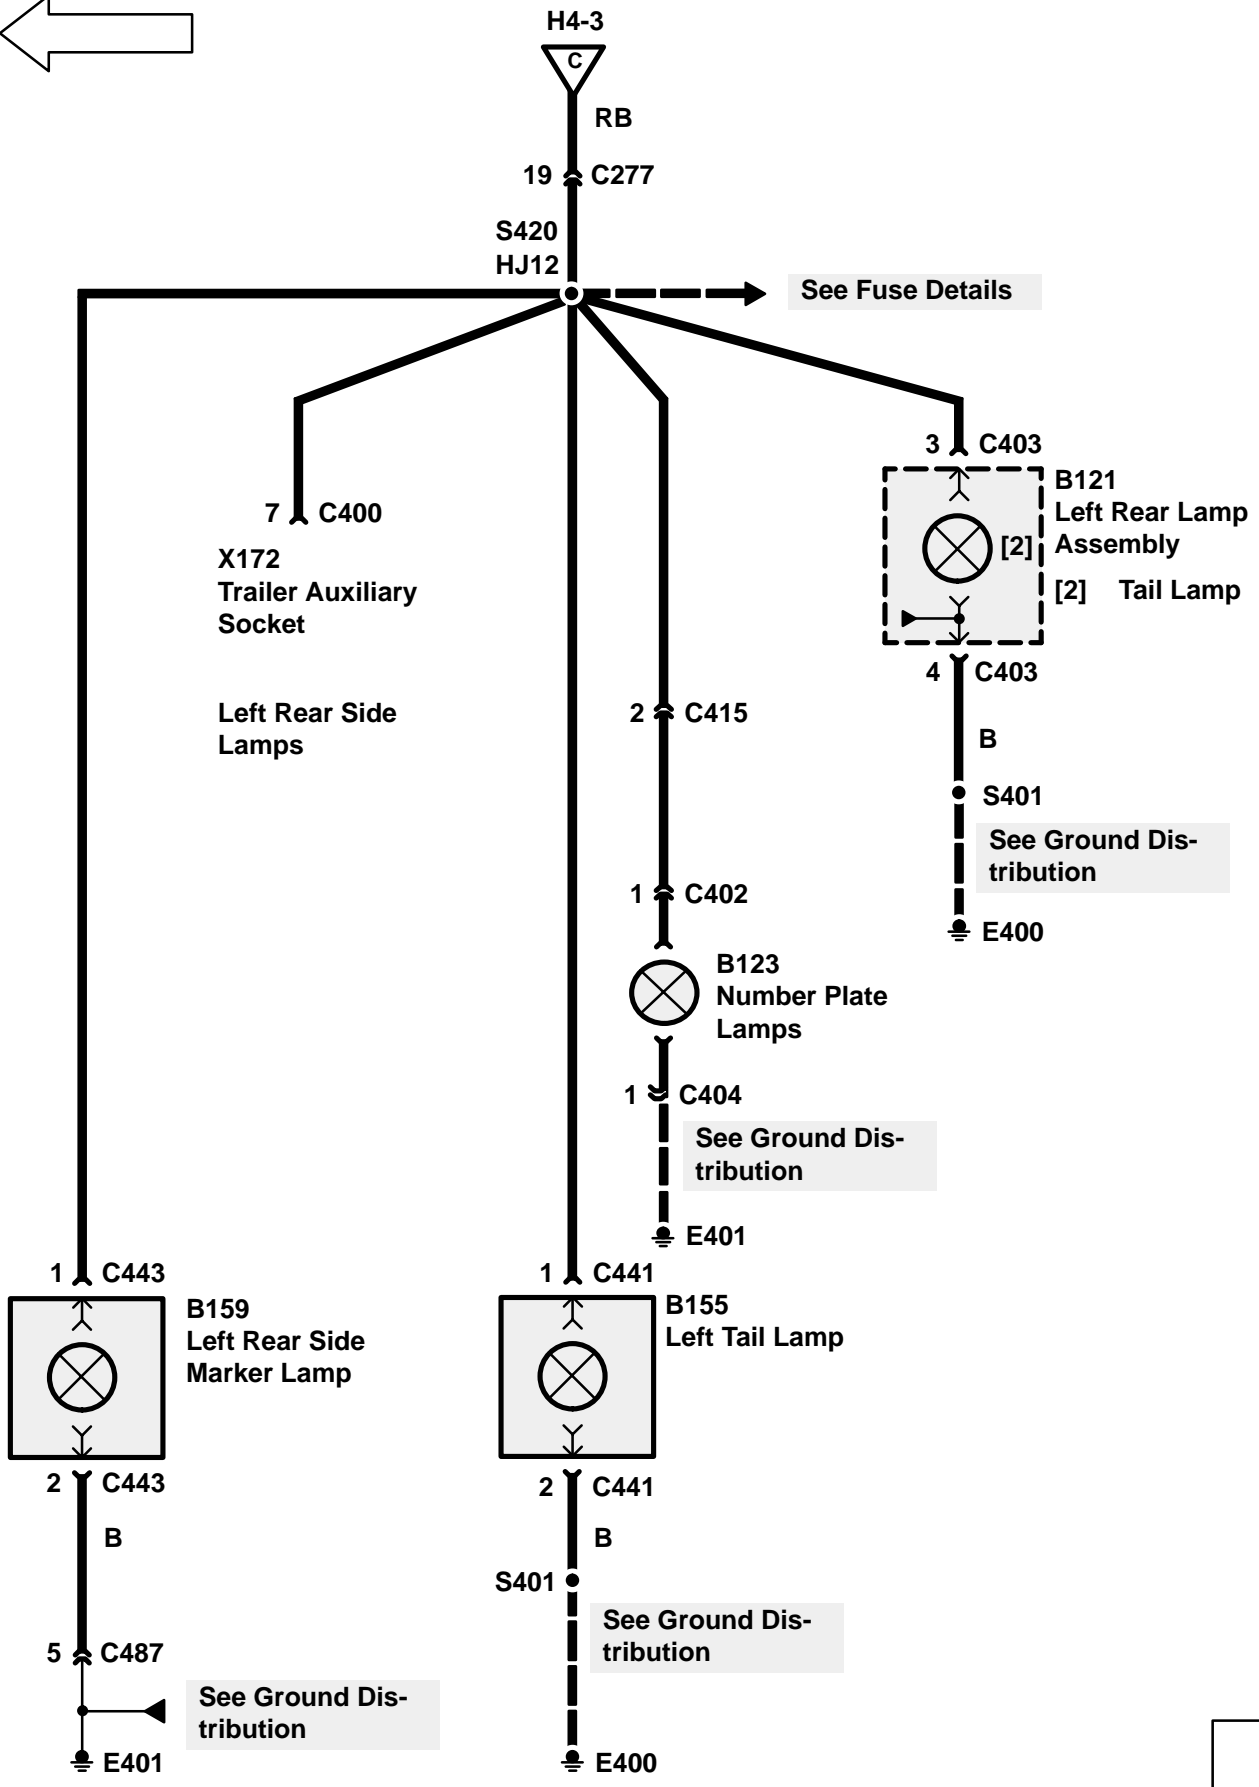 H4-3
C
RB
19 C277
S420
HJ12
See Fuse Details
3 C403
B121
Left Rear Lamp
Assembly
[2]
[2] Tail Lamp
7 C400
X172
Trailer Auxiliary
Socket
4 C403
Left Rear Side
Lamps
2 C415
B
S401
See Ground Dis-
tribution
1 C402
E400
B123
Number Plate
Lamps
1 C404
See Ground Dis-
tribution
E401
1 C443
1 C441
B159
Left Rear Side
Marker Lamp
B155
Left Tail Lamp
2 C443
2 C441
B
B
S401
See Ground Dis-
tribution
5 C487
See Ground Dis-
tribution
E401
E400